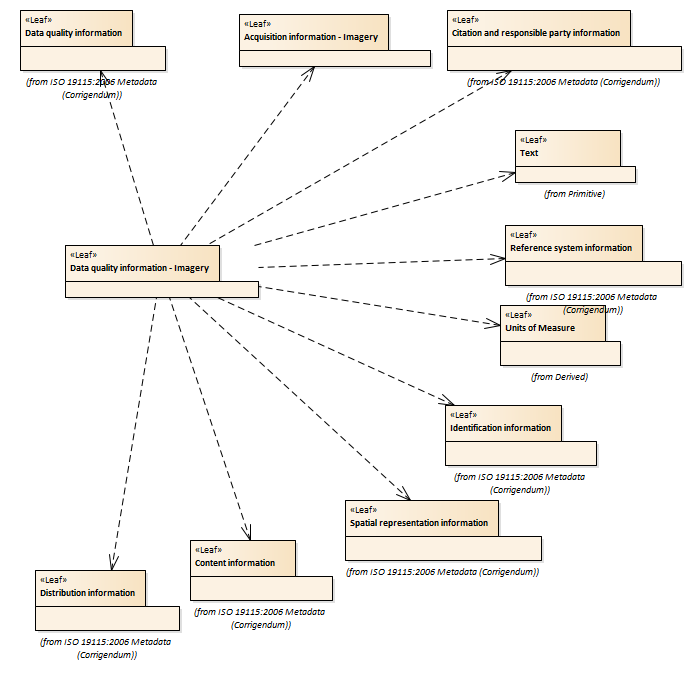 «Leaf»
Data quality information
(from ISO 19115:2006 Metadata
(Corrigendum))
«Leaf»
Acquisition information - Imagery
«Leaf»
Citation and responsible party information
(from ISO 19115:2006 Metadata (Corrigendum))
«Leaf»
Text
(from Primitive)
«Leaf»
Data quality information - Imagery
«Leaf»
Reference system information
(from ISO 19115:2006 Metadata
(Corrigendum))
«Leaf»
Units of Measure
(from Derived)
«Leaf»
Identification information
(from ISO 19115:2006 Metadata
(Corrigendum))
«Leaf»
Spatial representation information
(from ISO 19115:2006 Metadata (Corrigendum))
«Leaf»
Content information
(from ISO 19115:2006 Metadata
(Corrigendum))
«Leaf»
Distribution information
(from ISO 19115:2006 Metadata
(Corrigendum))